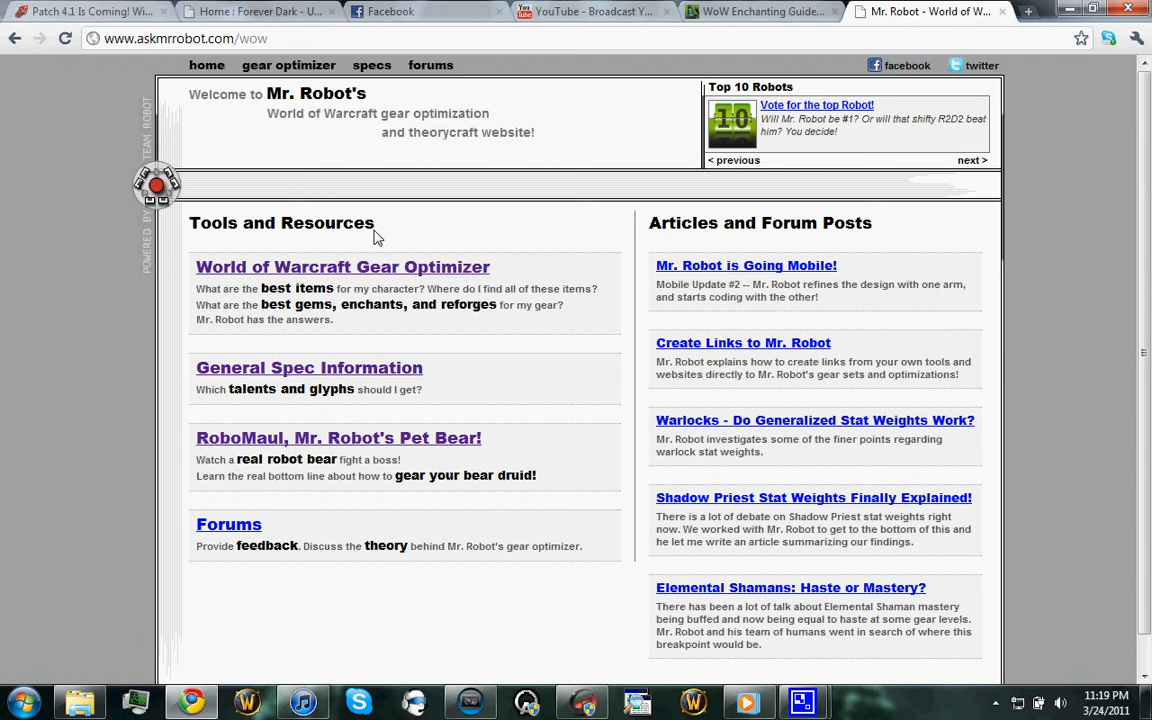 Patch 4.1 Is Coming! Wi...
Home : Forever Dark - U...
Facebook
YouTube - Broadcast Y...
WoW Enchanting Guide...
Mr. Robot - World of W...
www.askmrrobot.com/wow
home gear optimizer specs forums
facebook twitter
Welcome to Mr. Robot's
World of Warcraft gear optimization
and theorycraft website!
Top 10 Robots
10
Vote for the top Robot!
Will Mr. Robot be #1? Or will that shifty R2D2 beat
him? You decide!
< previous next >
POWERED BY TEAM ROBOT
Tools and Resources
World of Warcraft Gear Optimizer
What are the best items for my character? Where do I find all of these items?
What are the best gems, enchants, and reforges for my gear?
Mr. Robot has the answers.
General Spec Information
Which talents and glyphs should I get?
RoboMaul, Mr. Robot's Pet Bear!
Watch a real robot bear fight a boss!
Learn the real bottom line about how to gear your bear druid!
Forums
Provide feedback. Discuss the theory behind Mr. Robot's gear optimizer.
Articles and Forum Posts
Mr. Robot is Going Mobile!
Mobile Update #2 -- Mr. Robot refines the design with one arm,
and starts coding with the other!
Create Links to Mr. Robot
Mr. Robot explains how to create links from your own tools and
websites directly to Mr. Robot's gear sets and optimizations!
Warlocks - Do Generalized Stat Weights Work?
Mr. Robot investigates some of the finer points regarding
warlock stat weights.
Shadow Priest Stat Weights Finally Explained!
There is a lot of debate on Shadow Priest stat weights right
now. We worked with Mr. Robot to get to the bottom of this and
he let me write an article summarizing our findings.
Elemental Shamans: Haste or Mastery?
There has been a lot of talk about Elemental Shaman mastery
being buffed and now being equal to haste at some gear levels.
Mr. Robot and his team of humans went in search of where this
breakpoint would be.
11:19 PM
3/24/2011